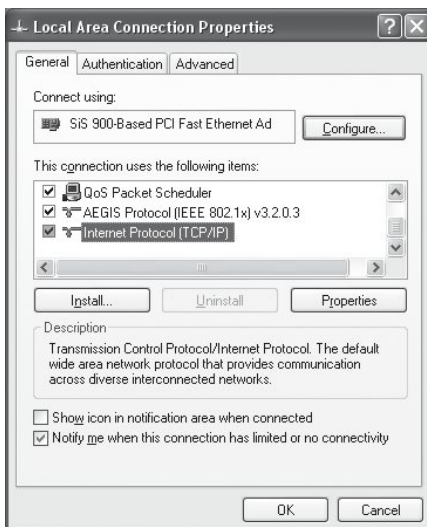 Local Area Connection Properties
General Authentication Advanced
Connect using:
SiS 900-Based PCI Fast Ethernet Ad Configure...
This connection uses the following items:
QoS Packet Scheduler
AEGIS Protocol (IEEE 802.1x) v3.2.0.3
Internet Protocol (TCP/IP)
Install... Uninstall Properties
Description
Transmission Control Protocol/Internet Protocol. The default
wide area network protocol that provides communication
across diverse interconnected networks.
Show icon in notification area when connected
Notify me when this connection has limited or no connectivity
OK Cancel